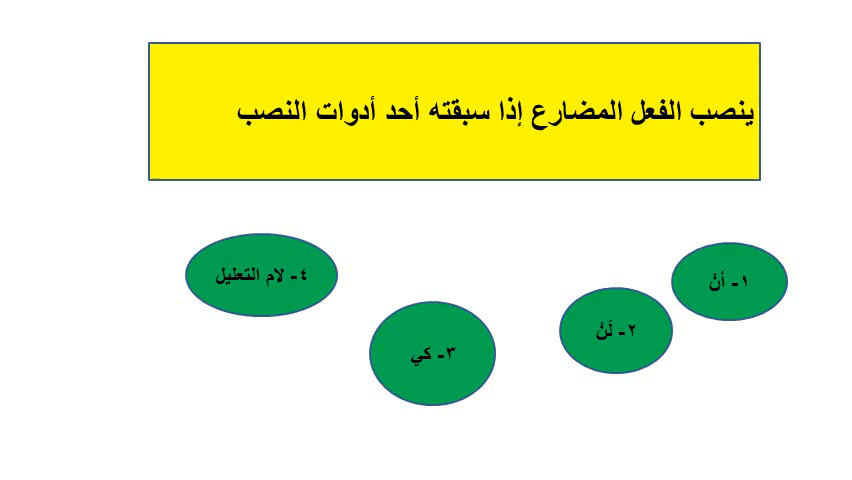 ينصب الفعل المضارع إذا سبقته أحد أدوات النصب
١- أنْ
٢- لَنْ
٣- كي
٤- لام التعليل